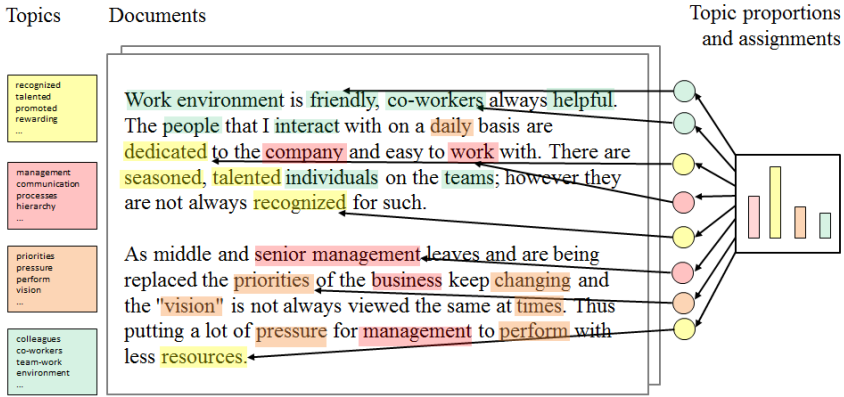 Topics
Documents
Topic proportions
and assignments
recognized
talented
promoted
rewarding
...
management
communication
processes
hierarchy
...
priorities
pressure
perform
vision
...
colleagues
co-workers
team-work
environment
...
Work environment is friendly, co-workers always helpful.
The people that I interact with on a daily basis are
dedicated to the company and easy to work with. There are
seasoned, talented individuals on the teams; however they
are not always recognized for such.
As middle and senior management leaves and are being
replaced the priorities of the business keep changing and
the "vision" is not always viewed the same at times. Thus
putting a lot of pressure for management to perform with
less resources.